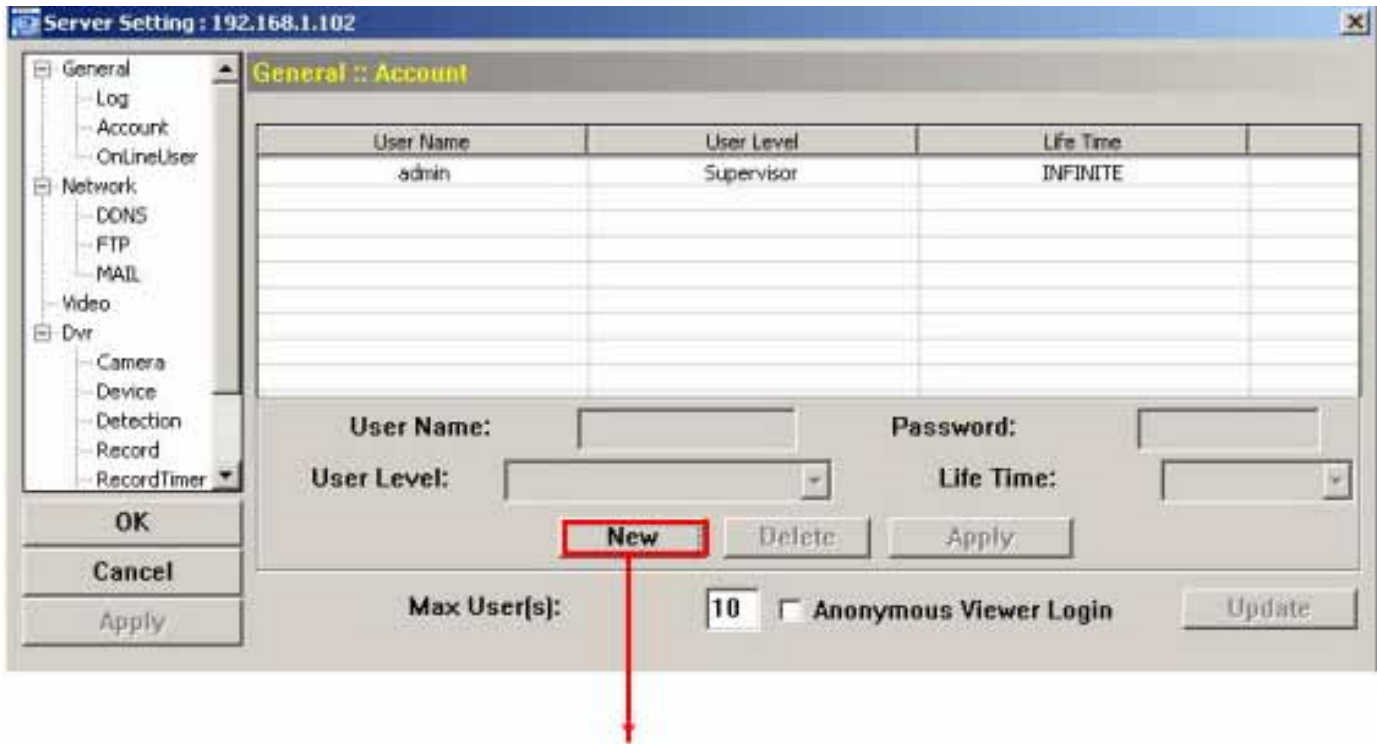 Server Setting : 192.168.1.102
General
Log
Account
OnLineUser
Network
DDNS
FTP
MAIL
Video
Dvr
Camera
Device
Detection
Record
RecordTimer
OK
Cancel
Apply
General :: Account
User Name User Level Life Time
admin Supervisor INFINITE
User Name: Password:
User Level: Life Time:
New Delete Apply
Max User(s): 10 Anonymous Viewer Login Update